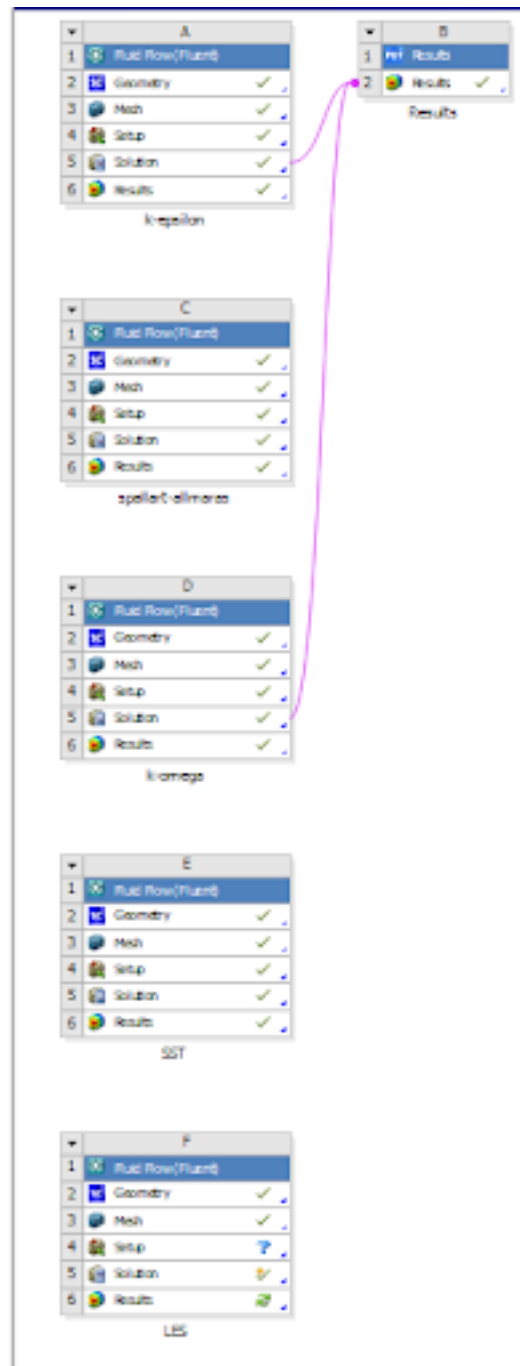 A
1 Fluid Flow (Fluent)
2 Geometry
3 Mesh
4 Setup
5 Solution
6 Results
k-epsilon
B
1 Results
2 Results
Results
C
1 Fluid Flow (Fluent)
2 Geometry
3 Mesh
4 Setup
5 Solution
6 Results
spallart-allmaras
D
1 Fluid Flow (Fluent)
2 Geometry
3 Mesh
4 Setup
5 Solution
6 Results
k-omega
E
1 Fluid Flow (Fluent)
2 Geometry
3 Mesh
4 Setup
5 Solution
6 Results
SST
F
1 Fluid Flow (Fluent)
2 Geometry
3 Mesh
4 Setup
5 Solution
6 Results
LES